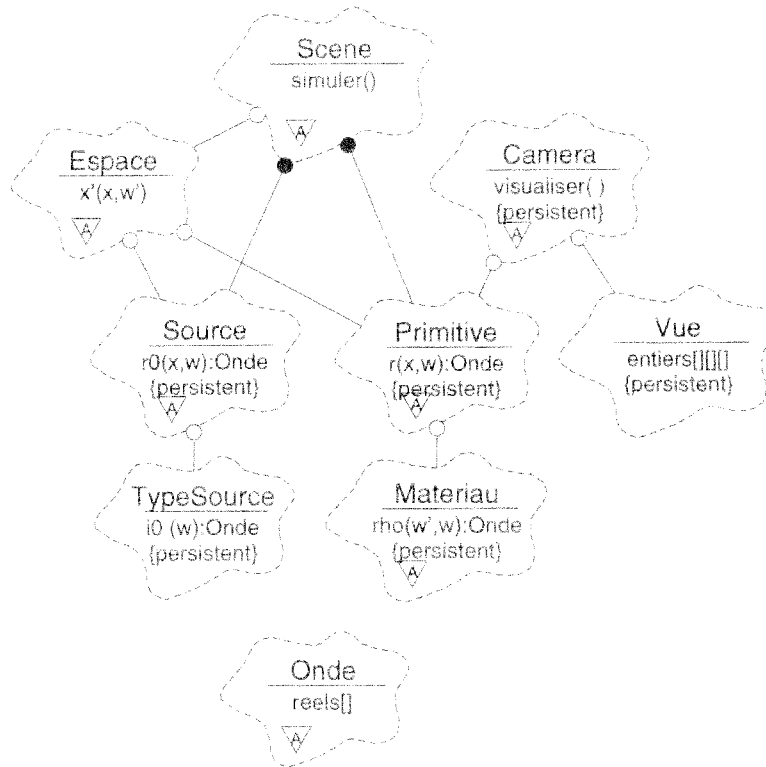 Scene
simuler()
A
Espace
x'(x,w')
A
Camera
visualiser( )
{persistent}
A
Source
r0(x,w):Onde
{persistent}
A
Primitive
r(x,w):Onde
{persistent}
A
Vue
entiers[][][]
{persistent}
TypeSource
i0 (w):Onde
{persistent}
Materiau
rho(w',w):Onde
{persistent}
A
Onde
reels[]
A